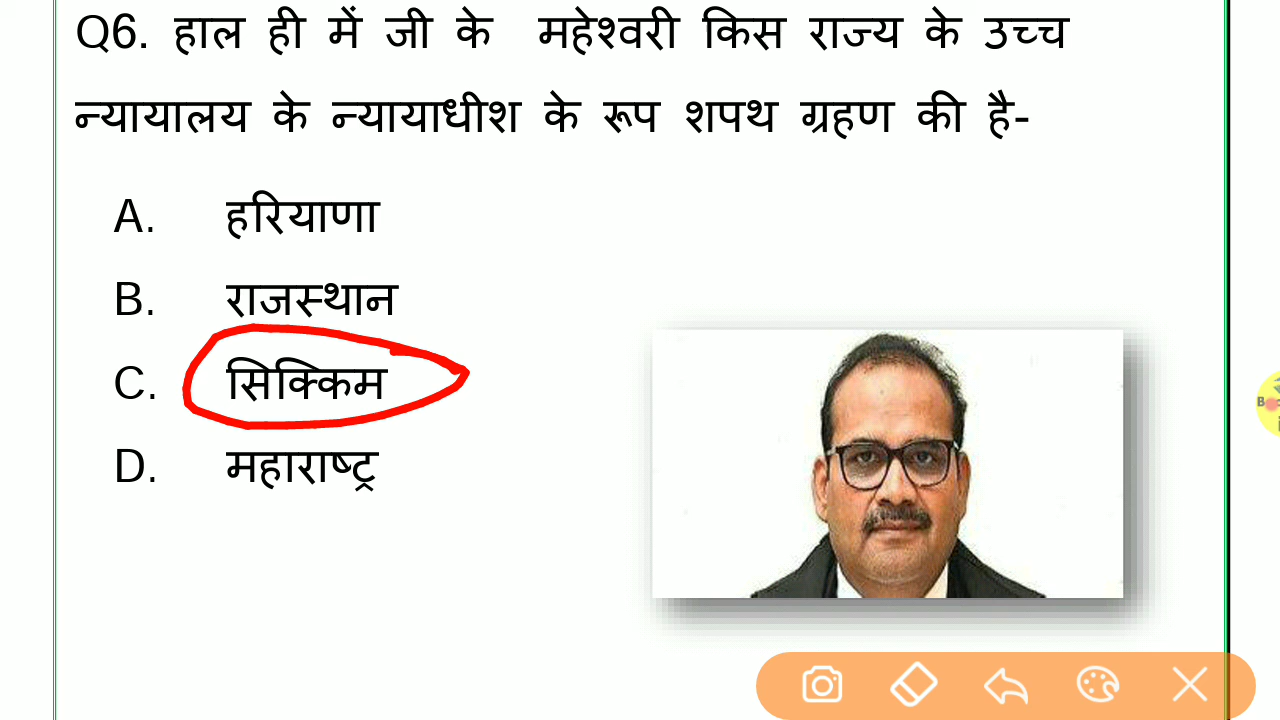 Q6. हाल ही में जी के महेश्वरी किस राज्य के उच्च
न्यायालय के न्यायाधीश के रूप शपथ ग्रहण की है-
A. हरियाणा
B. राजस्थान
C. सिक्किम
D. महाराष्ट्र